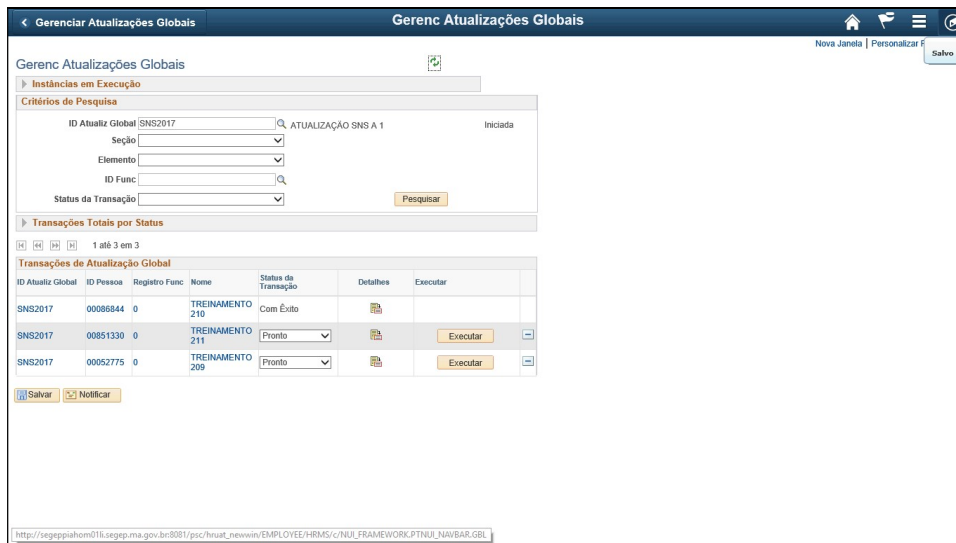 Gerenciar Atualizações Globais
Gerenc Atualizações Globais
Nova Janela | Personalizar
Salvo
Gerenc Atualizações Globais
Instâncias em Execução
Critérios de Pesquisa
ID Atualiz Global SNS2017 ATUALIZAÇÃO SNS A 1 Iniciada
Seção
Elemento
ID Func
Status da Transação Pesquisar
Transações Totais por Status
1 até 3 em 3
Transações de Atualização Global
ID Atualiz Global ID Pessoa Registro Func Nome Status da Transação Detalhes Executar
SNS2017 00086844 0 TREINAMENTO 210 Com Êxito
SNS2017 00851330 0 TREINAMENTO 211 Pronto Executar
SNS2017 00052775 0 TREINAMENTO 209 Pronto Executar
Salvar Notificar
http://segeppiahom01li.segep.ma.gov.br:8081/psc/hruat_newwin/EMPLOYEE/HRMS/c/NUI_FRAMEWORK.PTNUI_NAVBAR.GBL